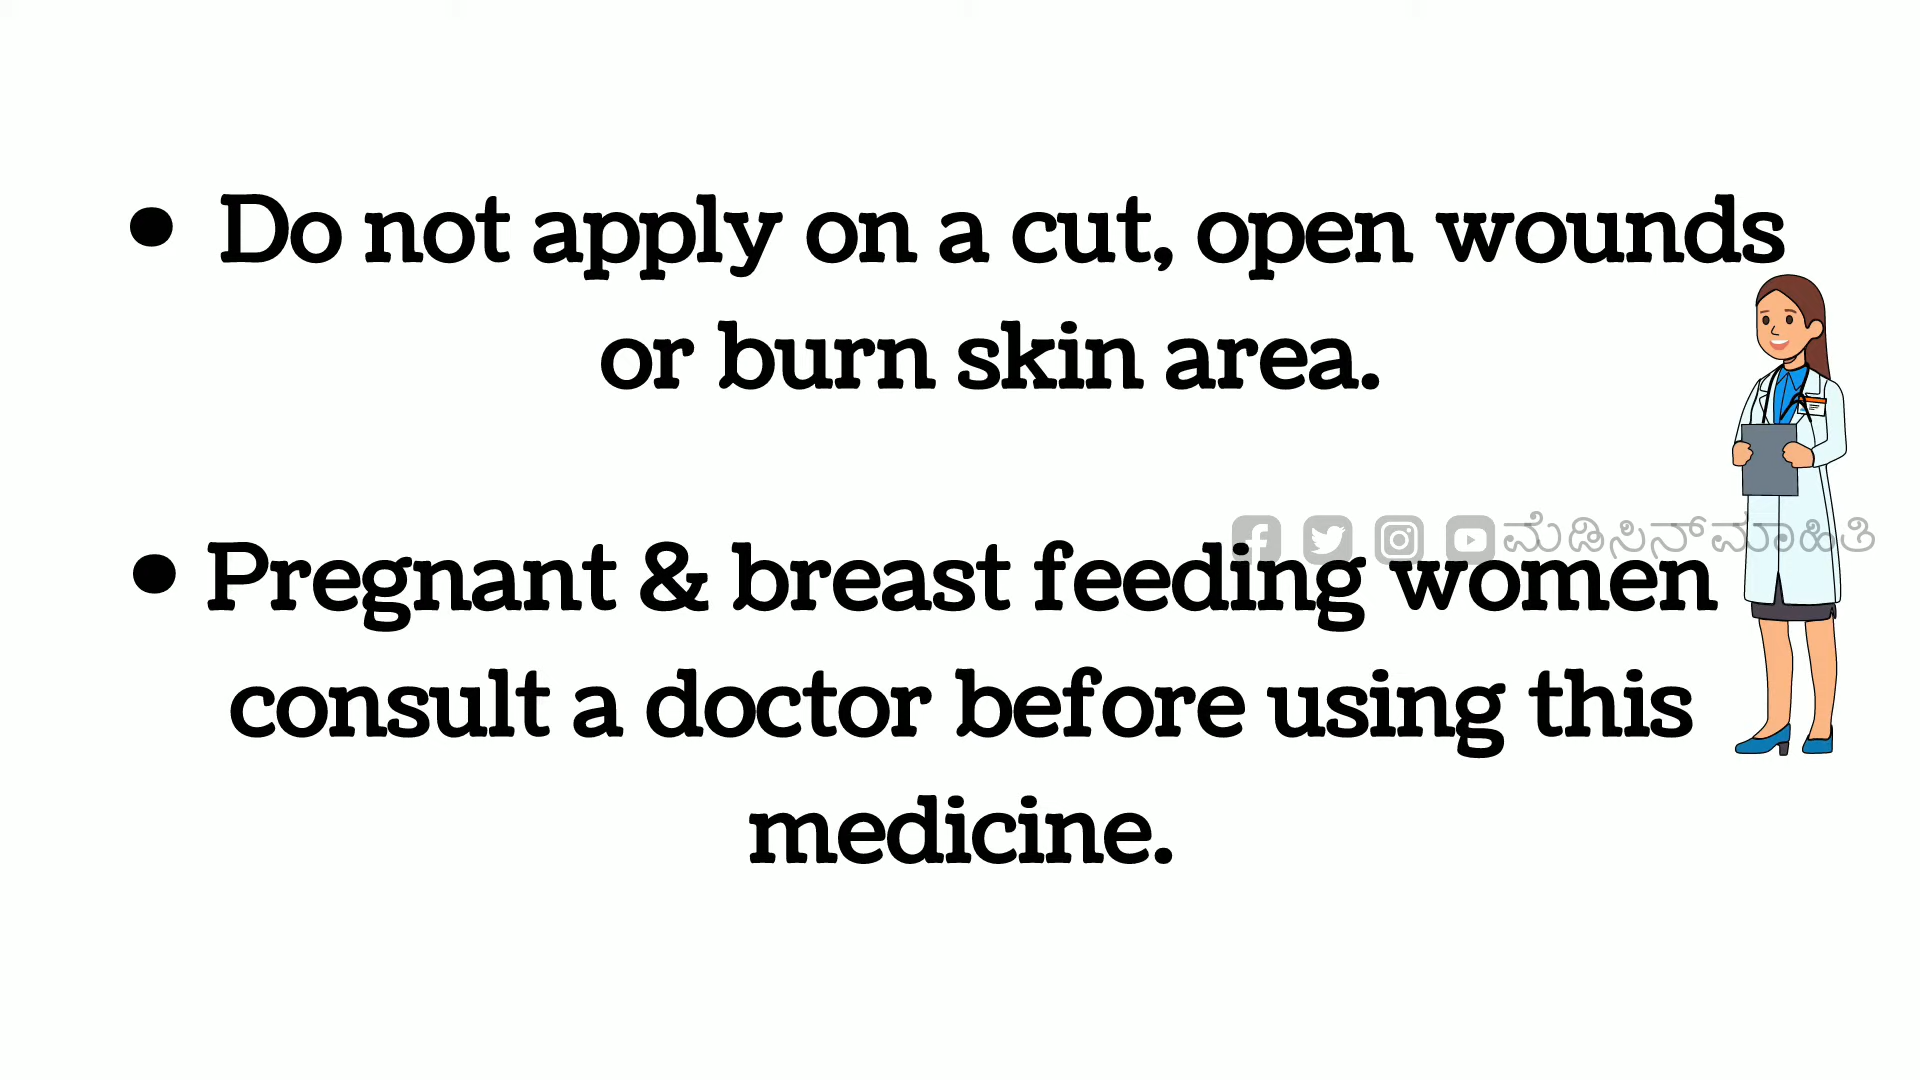 • Do not apply on a cut, open wounds
or burn skin area.
ಮೆಡಿಸಿನ್ ಮಾಹಿತಿ
• Pregnant & breast feeding women
consult a doctor before using this
medicine.